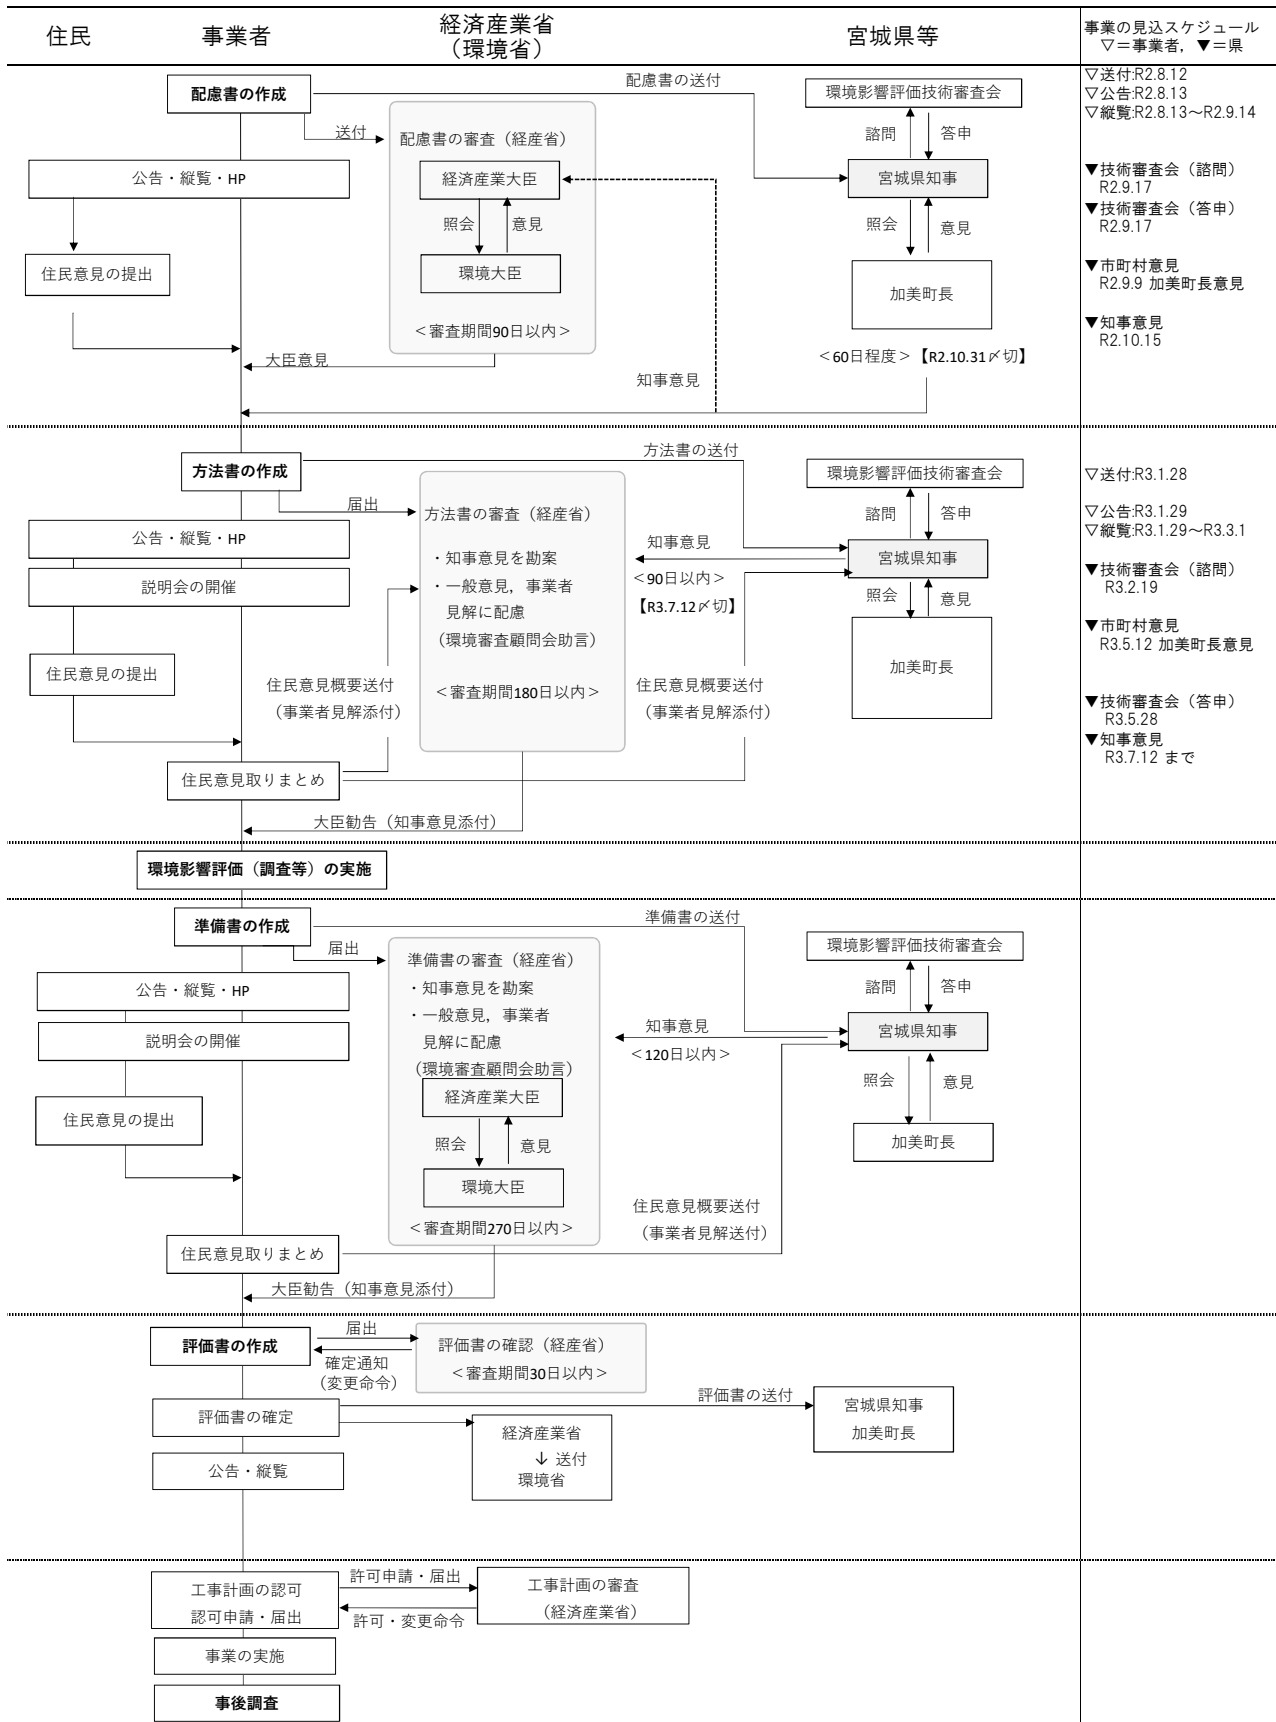 住民
事業者
経済産業省
（環境省）
宮城県等
事業の見込スケジュール
▽＝事業者，▼＝県
配慮書の作成
配慮書の送付
環境影響評価技術審査会
▽送付:R2.8.12
▽公告:R2.8.13
▽縦覧:R2.8.13～R2.9.14
送付
配慮書の審査（経産省）
諮問
答申
公告・縦覧・HP
経済産業大臣
宮城県知事
▼技術審査会（諮問）
R2.9.17
▼技術審査会（答申）
R2.9.17
照会
意見
照会
意見
住民意見の提出
環境大臣
加美町長
▼市町村意見
R2.9.9 加美町長意見
＜審査期間90日以内＞
▼知事意見
R2.10.15
大臣意見
＜60日程度＞【R2.10.31〆切】
知事意見
方法書の作成
方法書の送付
環境影響評価技術審査会
▽送付:R3.1.28
届出
方法書の審査（経産省）
諮問
答申
▽公告:R3.1.29
▽縦覧:R3.1.29～R3.3.1
公告・縦覧・HP
知事意見
宮城県知事
・知事意見を勘案
＜90日以内＞
▼技術審査会（諮問）
R3.2.19
説明会の開催
・一般意見，事業者
見解に配慮
【R3.7.12〆切】
照会
意見
(環境審査顧問会助言)
▼市町村意見
R3.5.12 加美町長意見
住民意見の提出
加美町長
住民意見概要送付
（事業者見解添付）
＜審査期間180日以内＞
住民意見概要送付
（事業者見解添付）
▼技術審査会（答申）
R3.5.28
▼知事意見
R3.7.12 まで
住民意見取りまとめ
大臣勧告（知事意見添付）
環境影響評価（調査等）の実施
準備書の作成
準備書の送付
環境影響評価技術審査会
届出
準備書の審査（経産省）
諮問
答申
公告・縦覧・HP
・知事意見を勘案
・一般意見，事業者
見解に配慮
知事意見
宮城県知事
説明会の開催
＜120日以内＞
(環境審査顧問会助言)
経済産業大臣
照会
意見
住民意見の提出
照会
意見
加美町長
環境大臣
住民意見概要送付
（事業者見解送付）
＜審査期間270日以内＞
住民意見取りまとめ
大臣勧告（知事意見添付）
評価書の作成
届出
評価書の確認（経産省）
確定通知
(変更命令)
＜審査期間30日以内＞
評価書の送付
評価書の確定
宮城県知事
加美町長
経済産業省
↓ 送付
環境省
公告・縦覧
工事計画の認可
認可申請・届出
許可申請・届出
工事計画の審査
（経済産業省）
許可・変更命令
事業の実施
事後調査